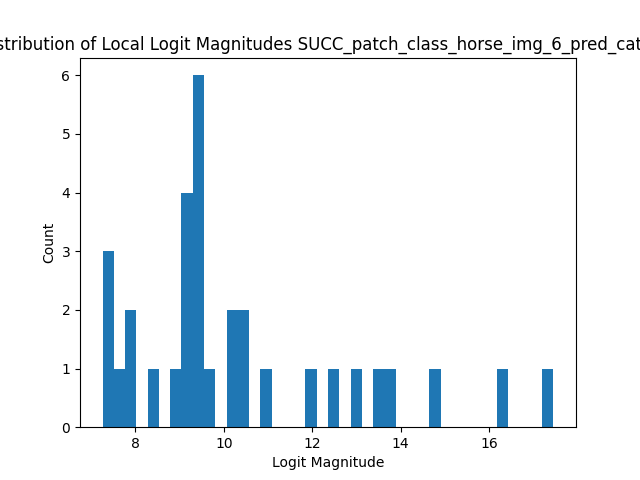 stribution of Local Logit Magnitudes SUCC_patch_class_horse_img_6_pred_cat
6
5
4
3
2
1
0
Count
8 10 12 14 16
Logit Magnitude